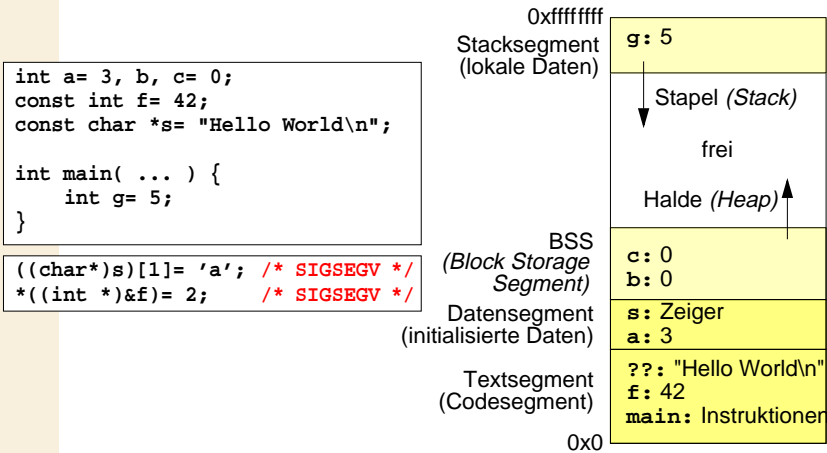 int a= 3, b, c= 0;
const int f= 42;
const char *s= "Hello World\n";
int main( ... ) {
int g= 5;
}
((char*)s)[1]= ’a’; /* SIGSEGV */
*((int *)&f)= 2; /* SIGSEGV */
0xffffffff
Stacksegment
(lokale Daten)
g: 5
Stapel (Stack)
frei
Halde (Heap)
BSS
(Block Storage
Segment)
c: 0
b: 0
Datensegment
(initialisierte Daten)
s: Zeiger
a: 3
Textsegment
(Codesegment)
??: "Hello World\n"
f: 42
main: Instruktionen
0x0